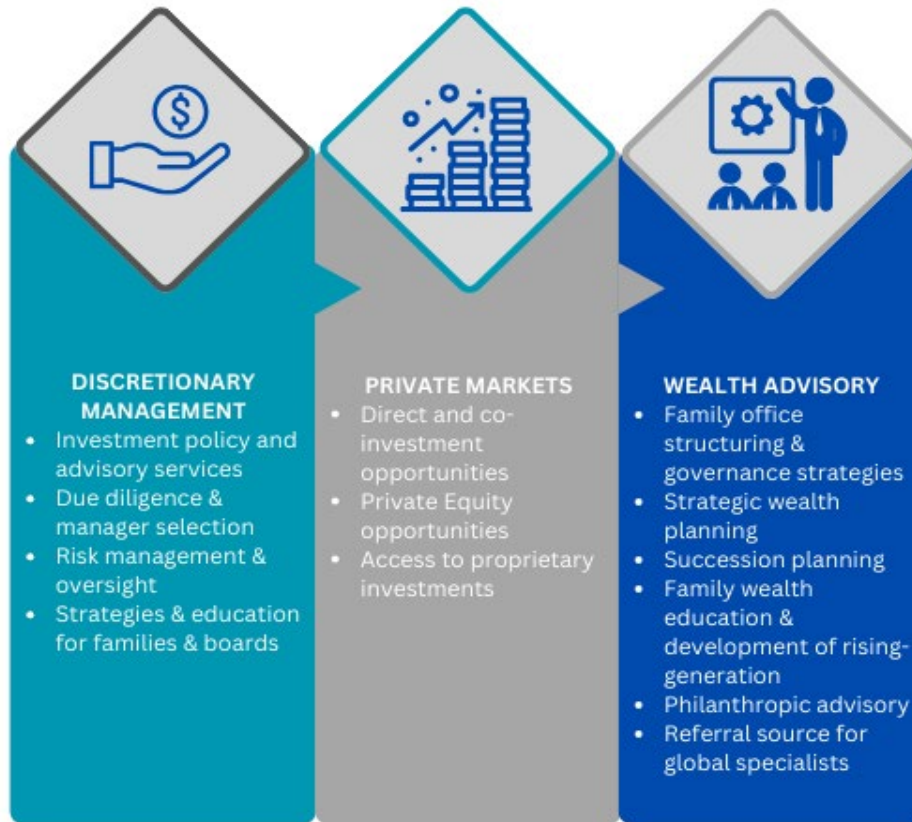 $
DISCRETIONARY
MANAGEMENT
• Investment policy and
advisory services
• Due diligence &
manager selection
• Risk management &
oversight
• Strategies & education
for families & boards
PRIVATE MARKETS
• Direct and co-
investment
opportunities
• Private Equity
opportunities
• Access to proprietary
investments
WEALTH ADVISORY
• Family office
structuring &
governance strategies
• Strategic wealth
planning
• Succession planning
• Family wealth
education &
development of rising-
generation
• Philanthropic advisory
• Referral source for
global specialists